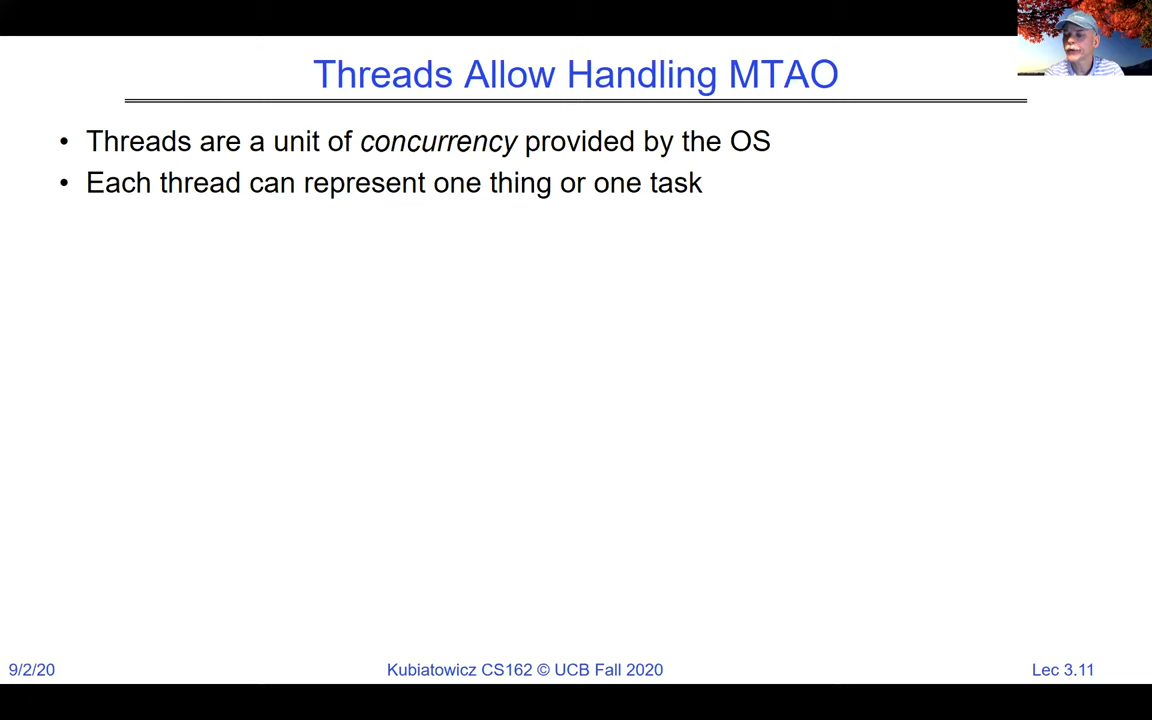 Threads Allow Handling MTAO
• Threads are a unit of concurrency provided by the OS
• Each thread can represent one thing or one task
9/2/20
Kubiatowicz CS162 © UCB Fall 2020
Lec 3.11